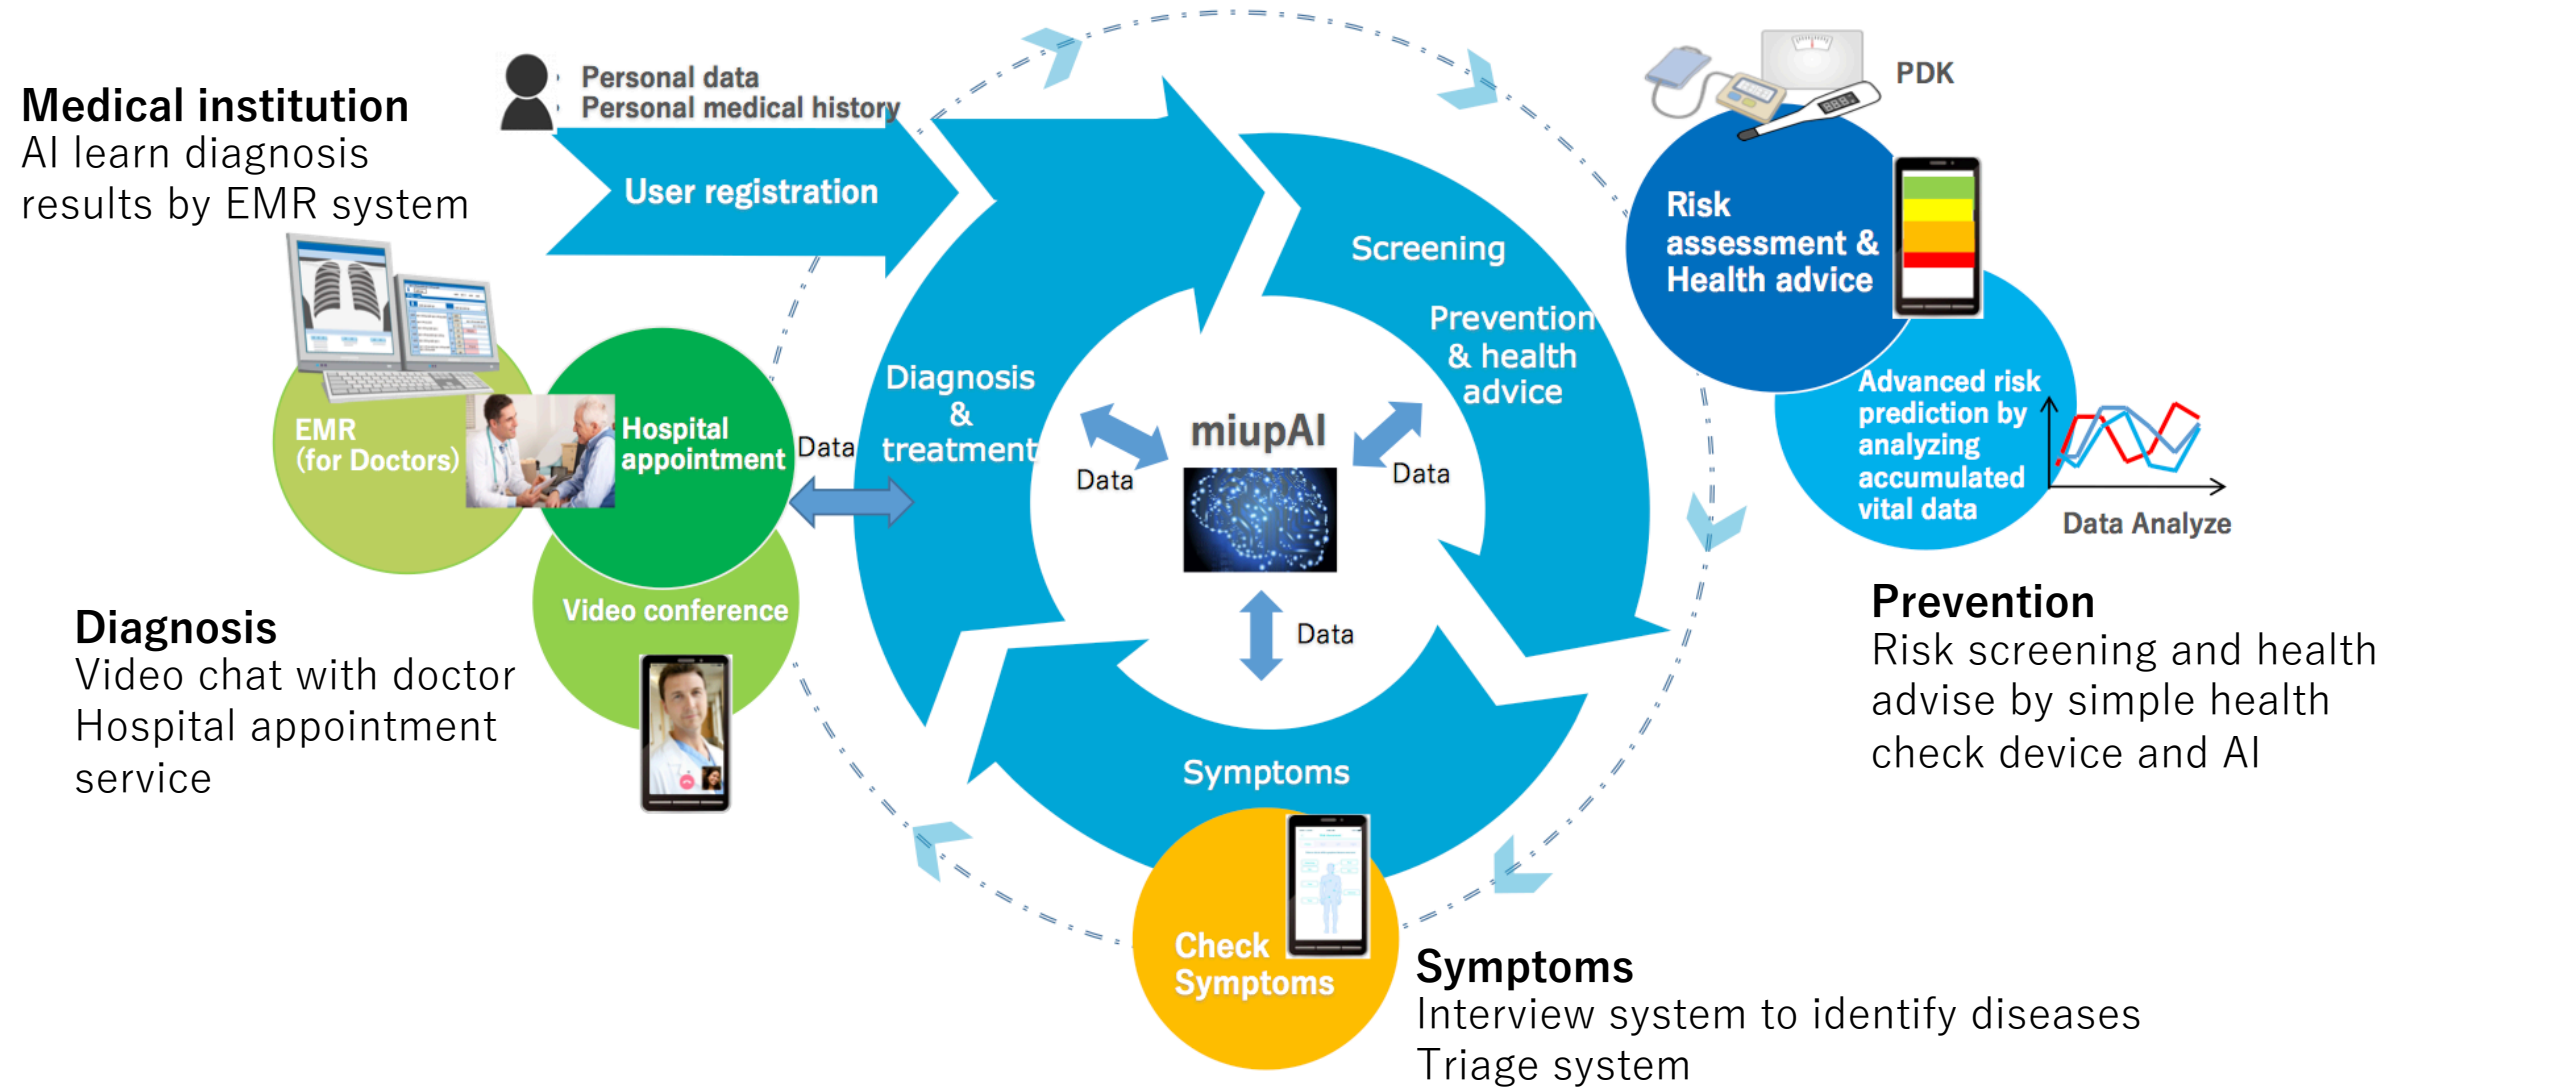 Medical institution
AI learn diagnosis
results by EMR system
Personal data
Personal medical history
User registration
PDK
Risk
assessment &
Health advice
Screening
Prevention
& health
advice
Diagnosis
&
treatment
miupAI
Data
Data
Data
Data
EMR
(for Doctors)
Hospital
appointment
Video conference
Advanced risk
prediction by
analyzing
accumulated
vital data
Data Analyze
Diagnosis
Video chat with doctor
Hospital appointment
service
Prevention
Risk screening and health
advise by simple health
check device and AI
Symptoms
Check
Symptoms
Symptoms
Interview system to identify diseases
Triage system